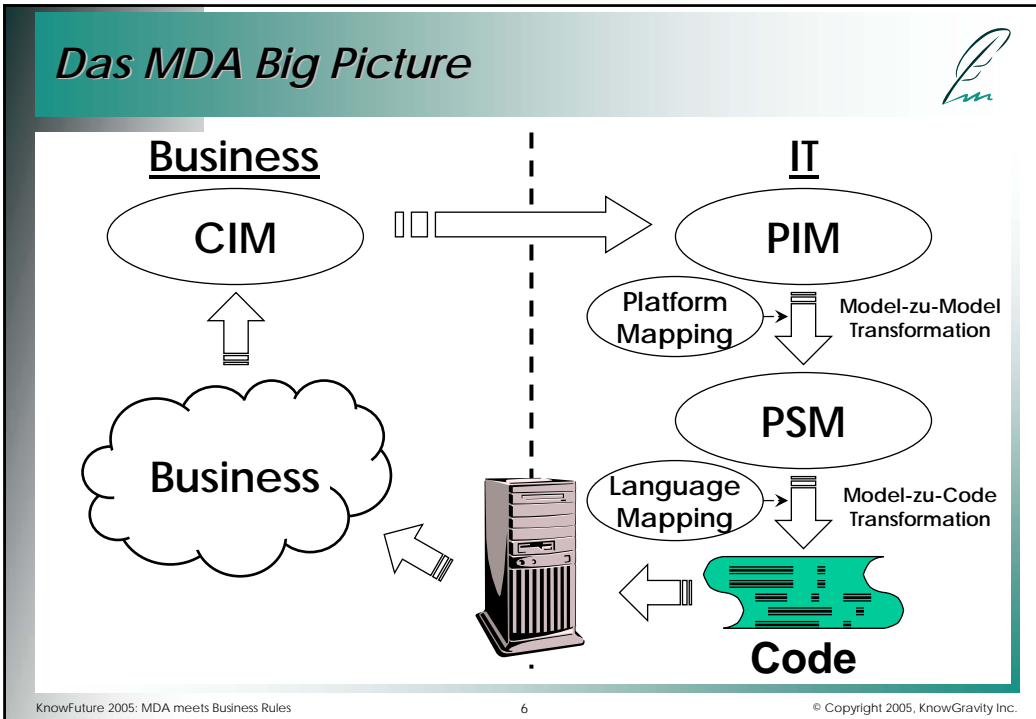 Das MDA Big Picture
Business
IT
CIM
PIM
Platform
Mapping
Model-zu-Model
Transformation
PSM
Business
Language
Mapping
Model-zu-Code
Transformation
Code
KnowFuture 2005: MDA meets Business Rules
6
© Copyright 2005, KnowGravity Inc.